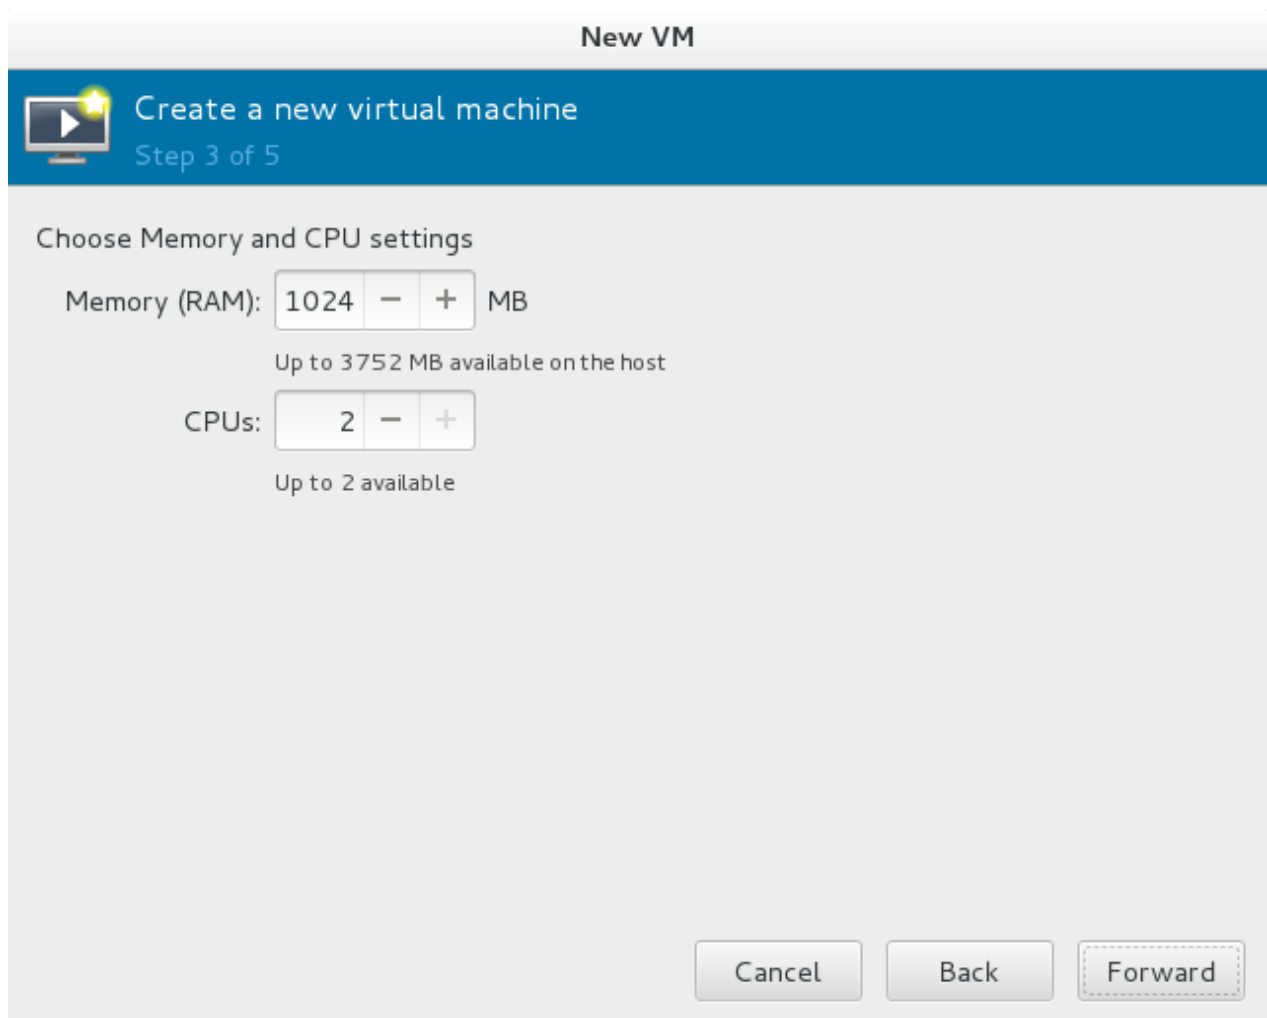 New VM
Create a new virtual machine
Step 3 of 5
Choose Memory and CPU settings
Memory (RAM): 1024 − + MB
Up to 3752 MB available on the host
CPUs: 2 − +
Up to 2 available
Cancel Back Forward